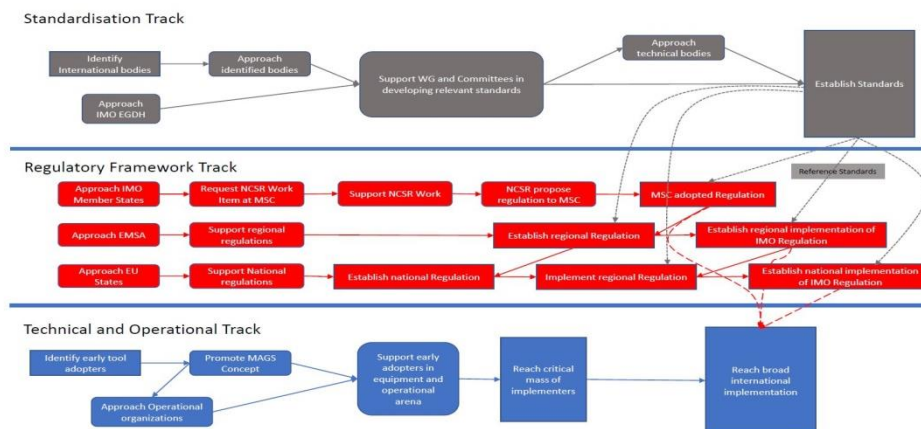 Standardisation Track
Identify
International bodies
Approach
identified bodies
Approach
IMO EGDH
Support WG and Committees in
developing relevant standards
Approach
technical bodies
Establish Standards
Regulatory Framework Track
Reference Standards
Approach IMO
Member States
Request NCSR Work
Item at MSC
Support NCSR Work
NCSR propose
regulation to MSC
MSC adopted Regulation
Approach EMSA
Support regional
regulations
Establish regional Regulation
Establish regional implementation of
IMO Regulation
Approach EU
States
Support National
regulations
Establish national Regulation
Implement regional Regulation
Establish national implementation
of IMO Regulation
Technical and Operational Track
Identify early tool
adopters
Promote MAGS
Concept
Approach Operational
organizations
Support early
adopters in
equipment and
operational
arena
Reach critical
mass of
implementers
Reach broad
international
implementation